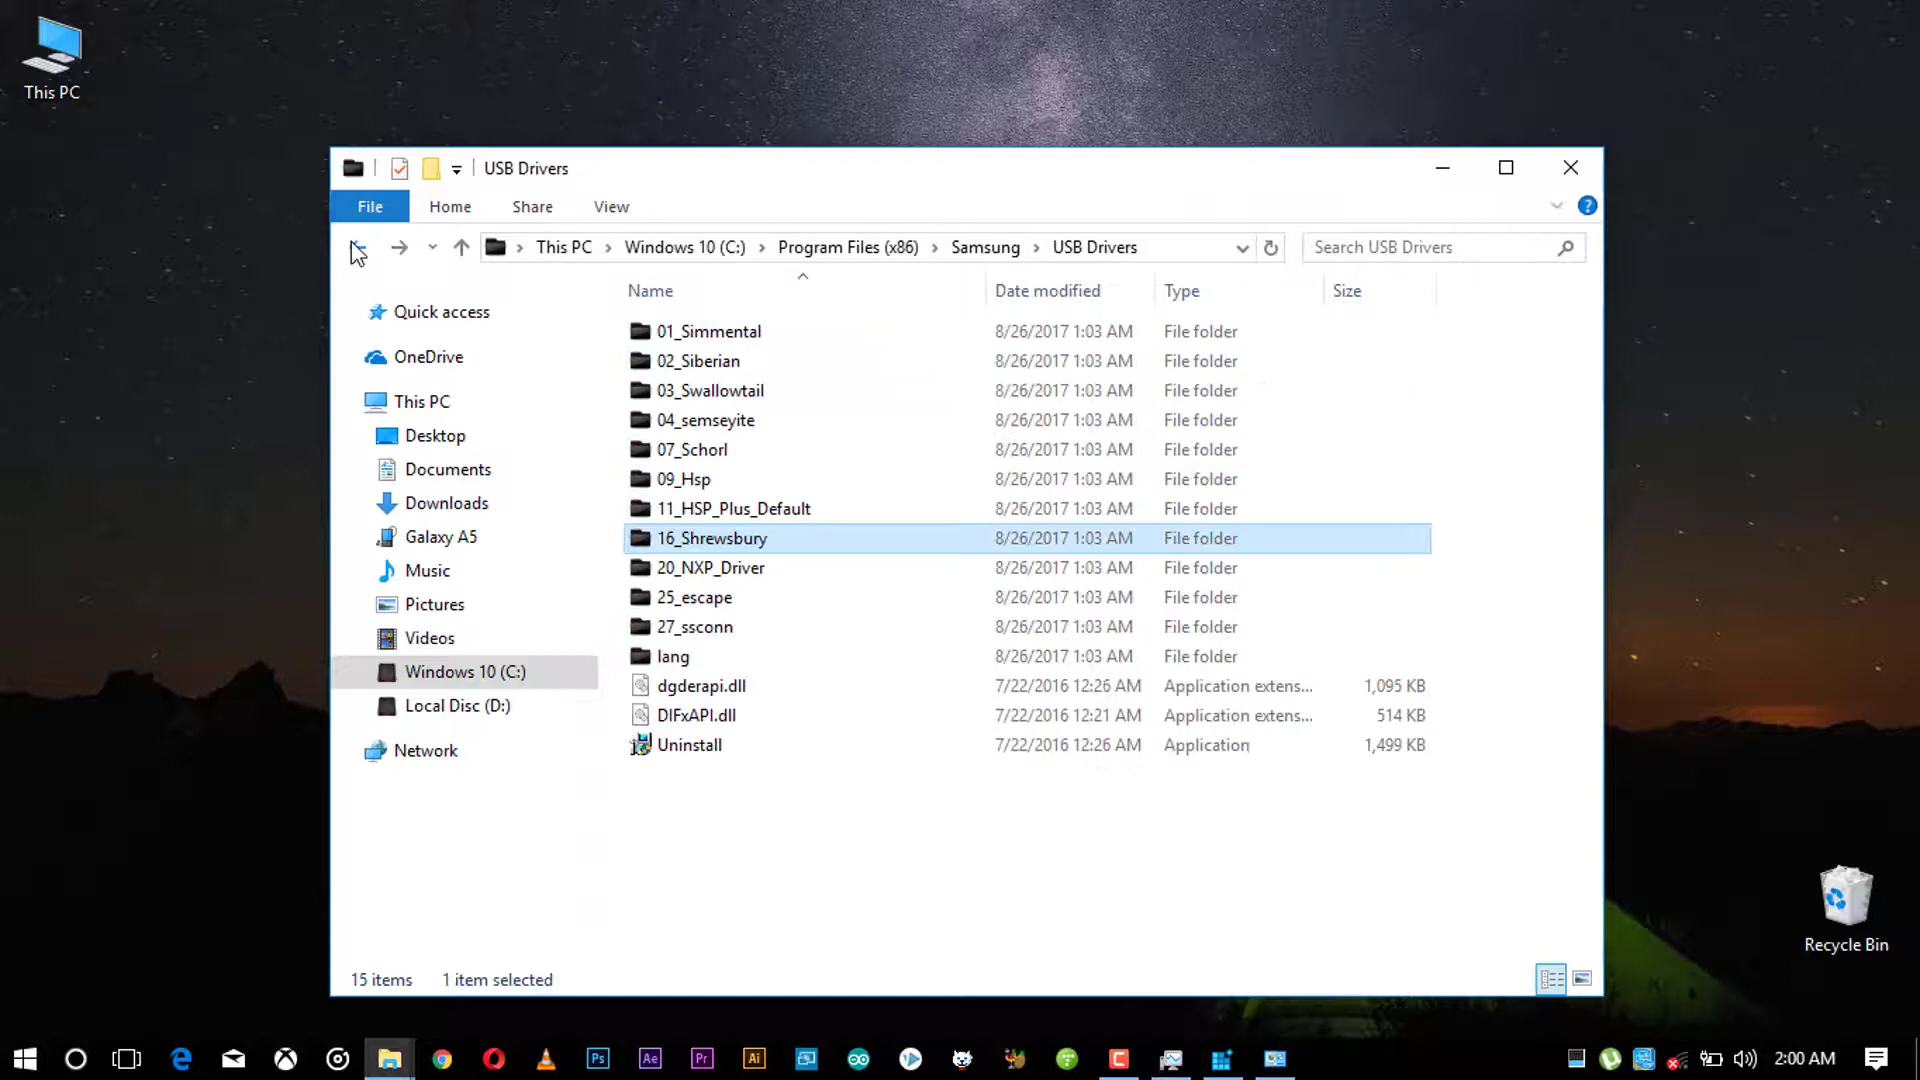 This PC
USB Drivers
File Home Share View ?
This PC Windows 10 (C:) Program Files (x86) Samsung USB Drivers Search USB Drivers
Name Date modified Type Size
Quick access
OneDrive
This PC
Desktop
Documents
Downloads
Galaxy A5
Music
Pictures
Videos
Windows 10 (C:)
Local Disc (D:)
Network
01_Simmental 8/26/2017 1:03 AM File folder
02_Siberian 8/26/2017 1:03 AM File folder
03_Swallowtail 8/26/2017 1:03 AM File folder
04_semseyite 8/26/2017 1:03 AM File folder
07_Schorl 8/26/2017 1:03 AM File folder
09_Hsp 8/26/2017 1:03 AM File folder
11_HSP_Plus_Default 8/26/2017 1:03 AM File folder
16_Shrewsbury 8/26/2017 1:03 AM File folder
20_NXP_Driver 8/26/2017 1:03 AM File folder
25_escape 8/26/2017 1:03 AM File folder
27_ssconn 8/26/2017 1:03 AM File folder
lang 8/26/2017 1:03 AM File folder
dgderapi.dll 7/22/2016 12:26 AM Application extens... 1,095 KB
DIFxAPI.dll 7/22/2016 12:21 AM Application extens... 514 KB
Uninstall 7/22/2016 12:26 AM Application 1,499 KB
15 items 1 item selected
Recycle Bin
Ps Ae Pr Ai C 2:00 AM